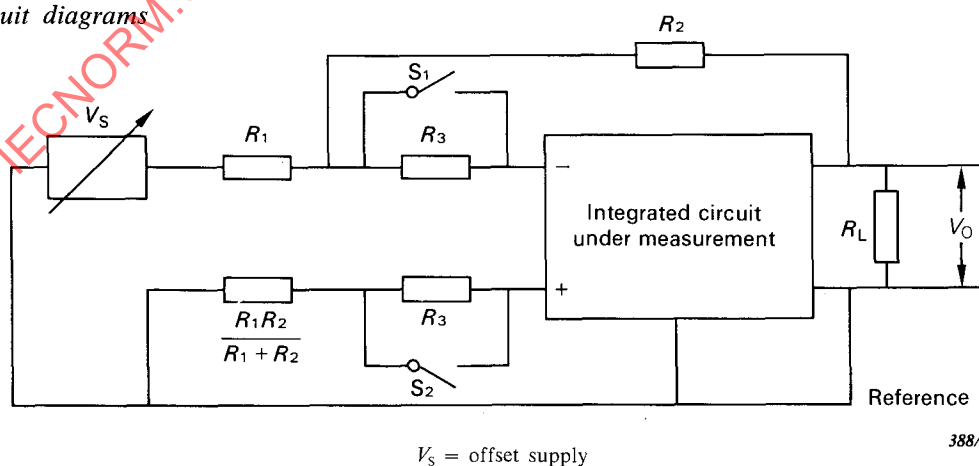 uit diagrams
IECNORM.
R2
S1
VS
R1
R3
−
Integrated circuit
under measurement
RL
VO
+
R1R2
R1 + R2
R3
S2
Reference
VS = offset supply
388/